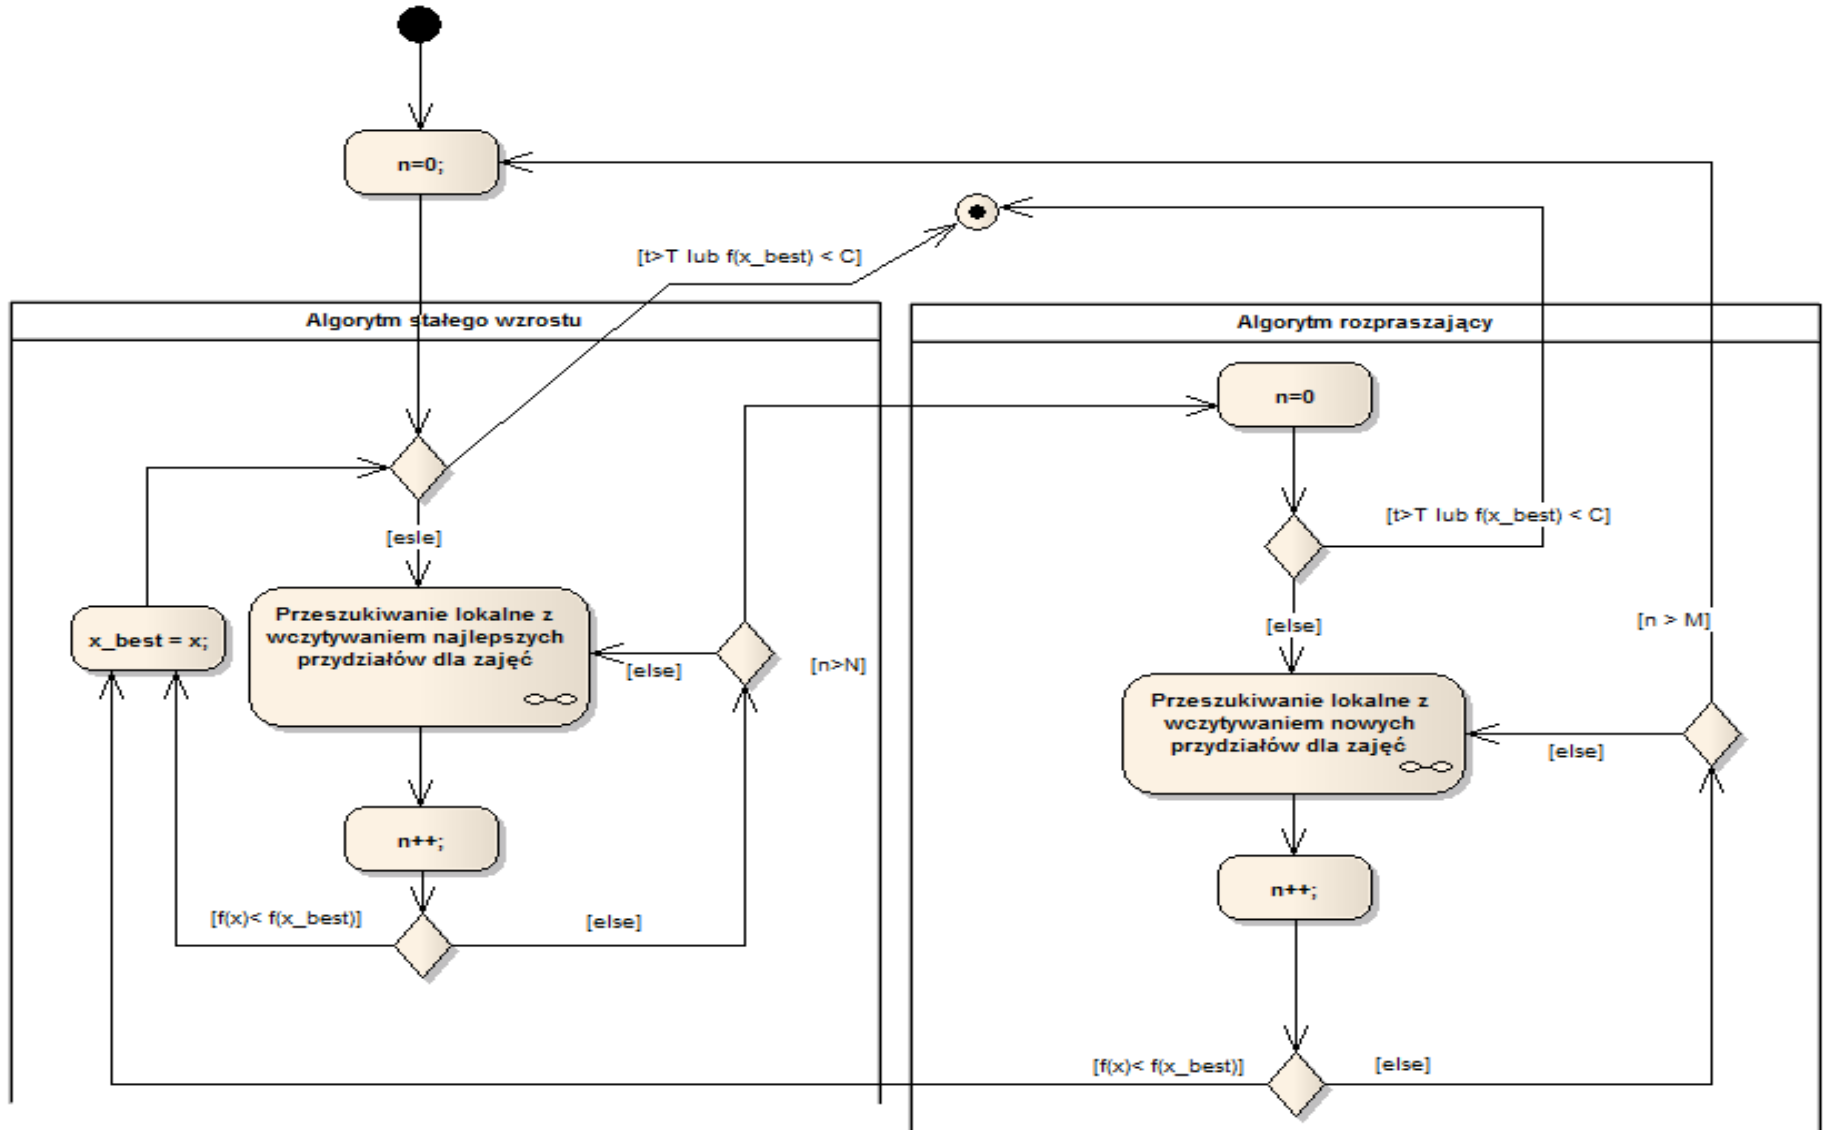 n=0;
[t>T lub f(x_best) < C]
Algorytm stałego wzrostu
Algorytm rozpraszający
n=0
[t>T lub f(x_best) < C]
[esle]
Przeszukiwanie lokalne z
wczytywaniem najlepszych
przydziałów dla zajęć
x_best = x;
[else]
[n>N]
[else]
[n > M]
Przeszukiwanie lokalne z
wczytywaniem nowych
przydziałów dla zajęć
[else]
n++;
n++;
[f(x)< f(x_best)]
[else]
[f(x)< f(x_best)]
[else]